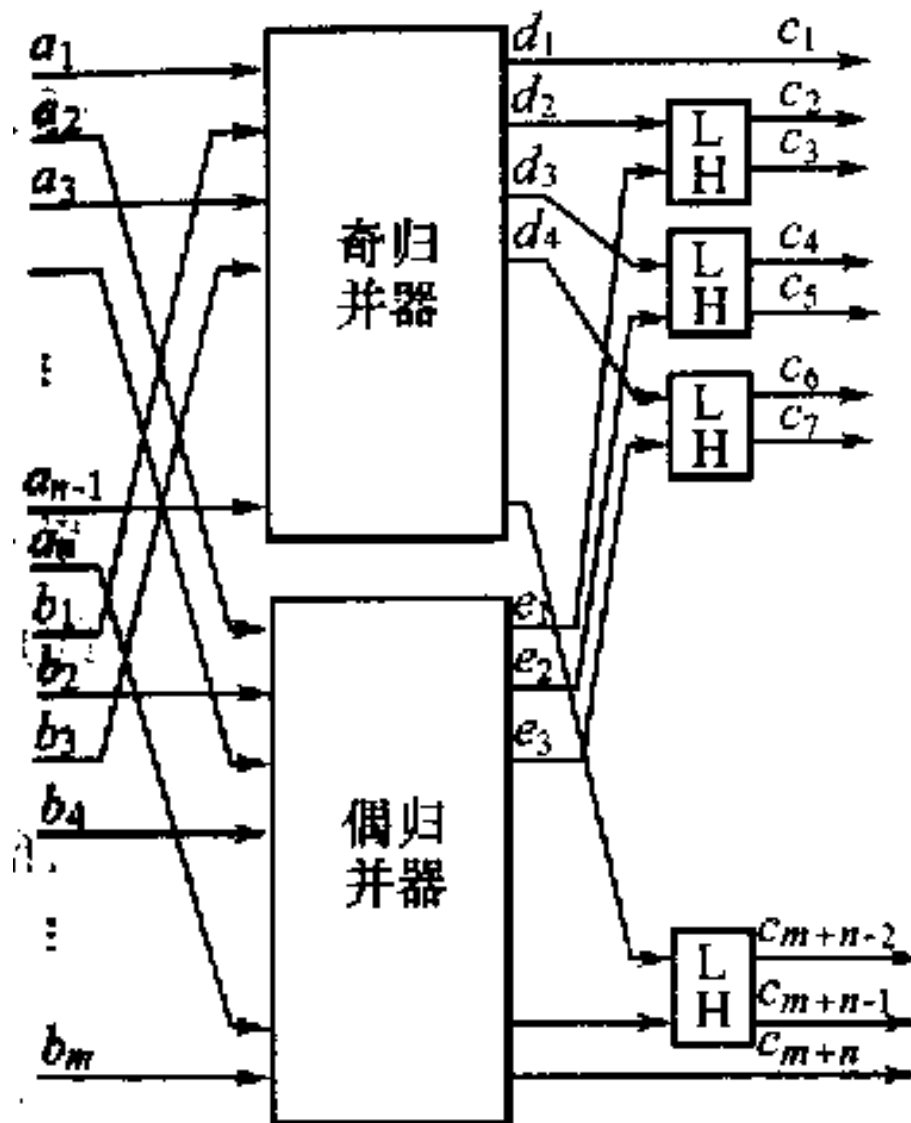 a1
a2
a3
⋮
an-1
an
b1
b2
b3
b4
⋮
bm
奇归
并器
偶归
并器
d1
d2
d3
d4
e1
e2
e3
L
H
L
H
L
H
L
H
c1
c2
c3
c4
c5
c6
c7
cm+n-2
cm+n-1
cm+n